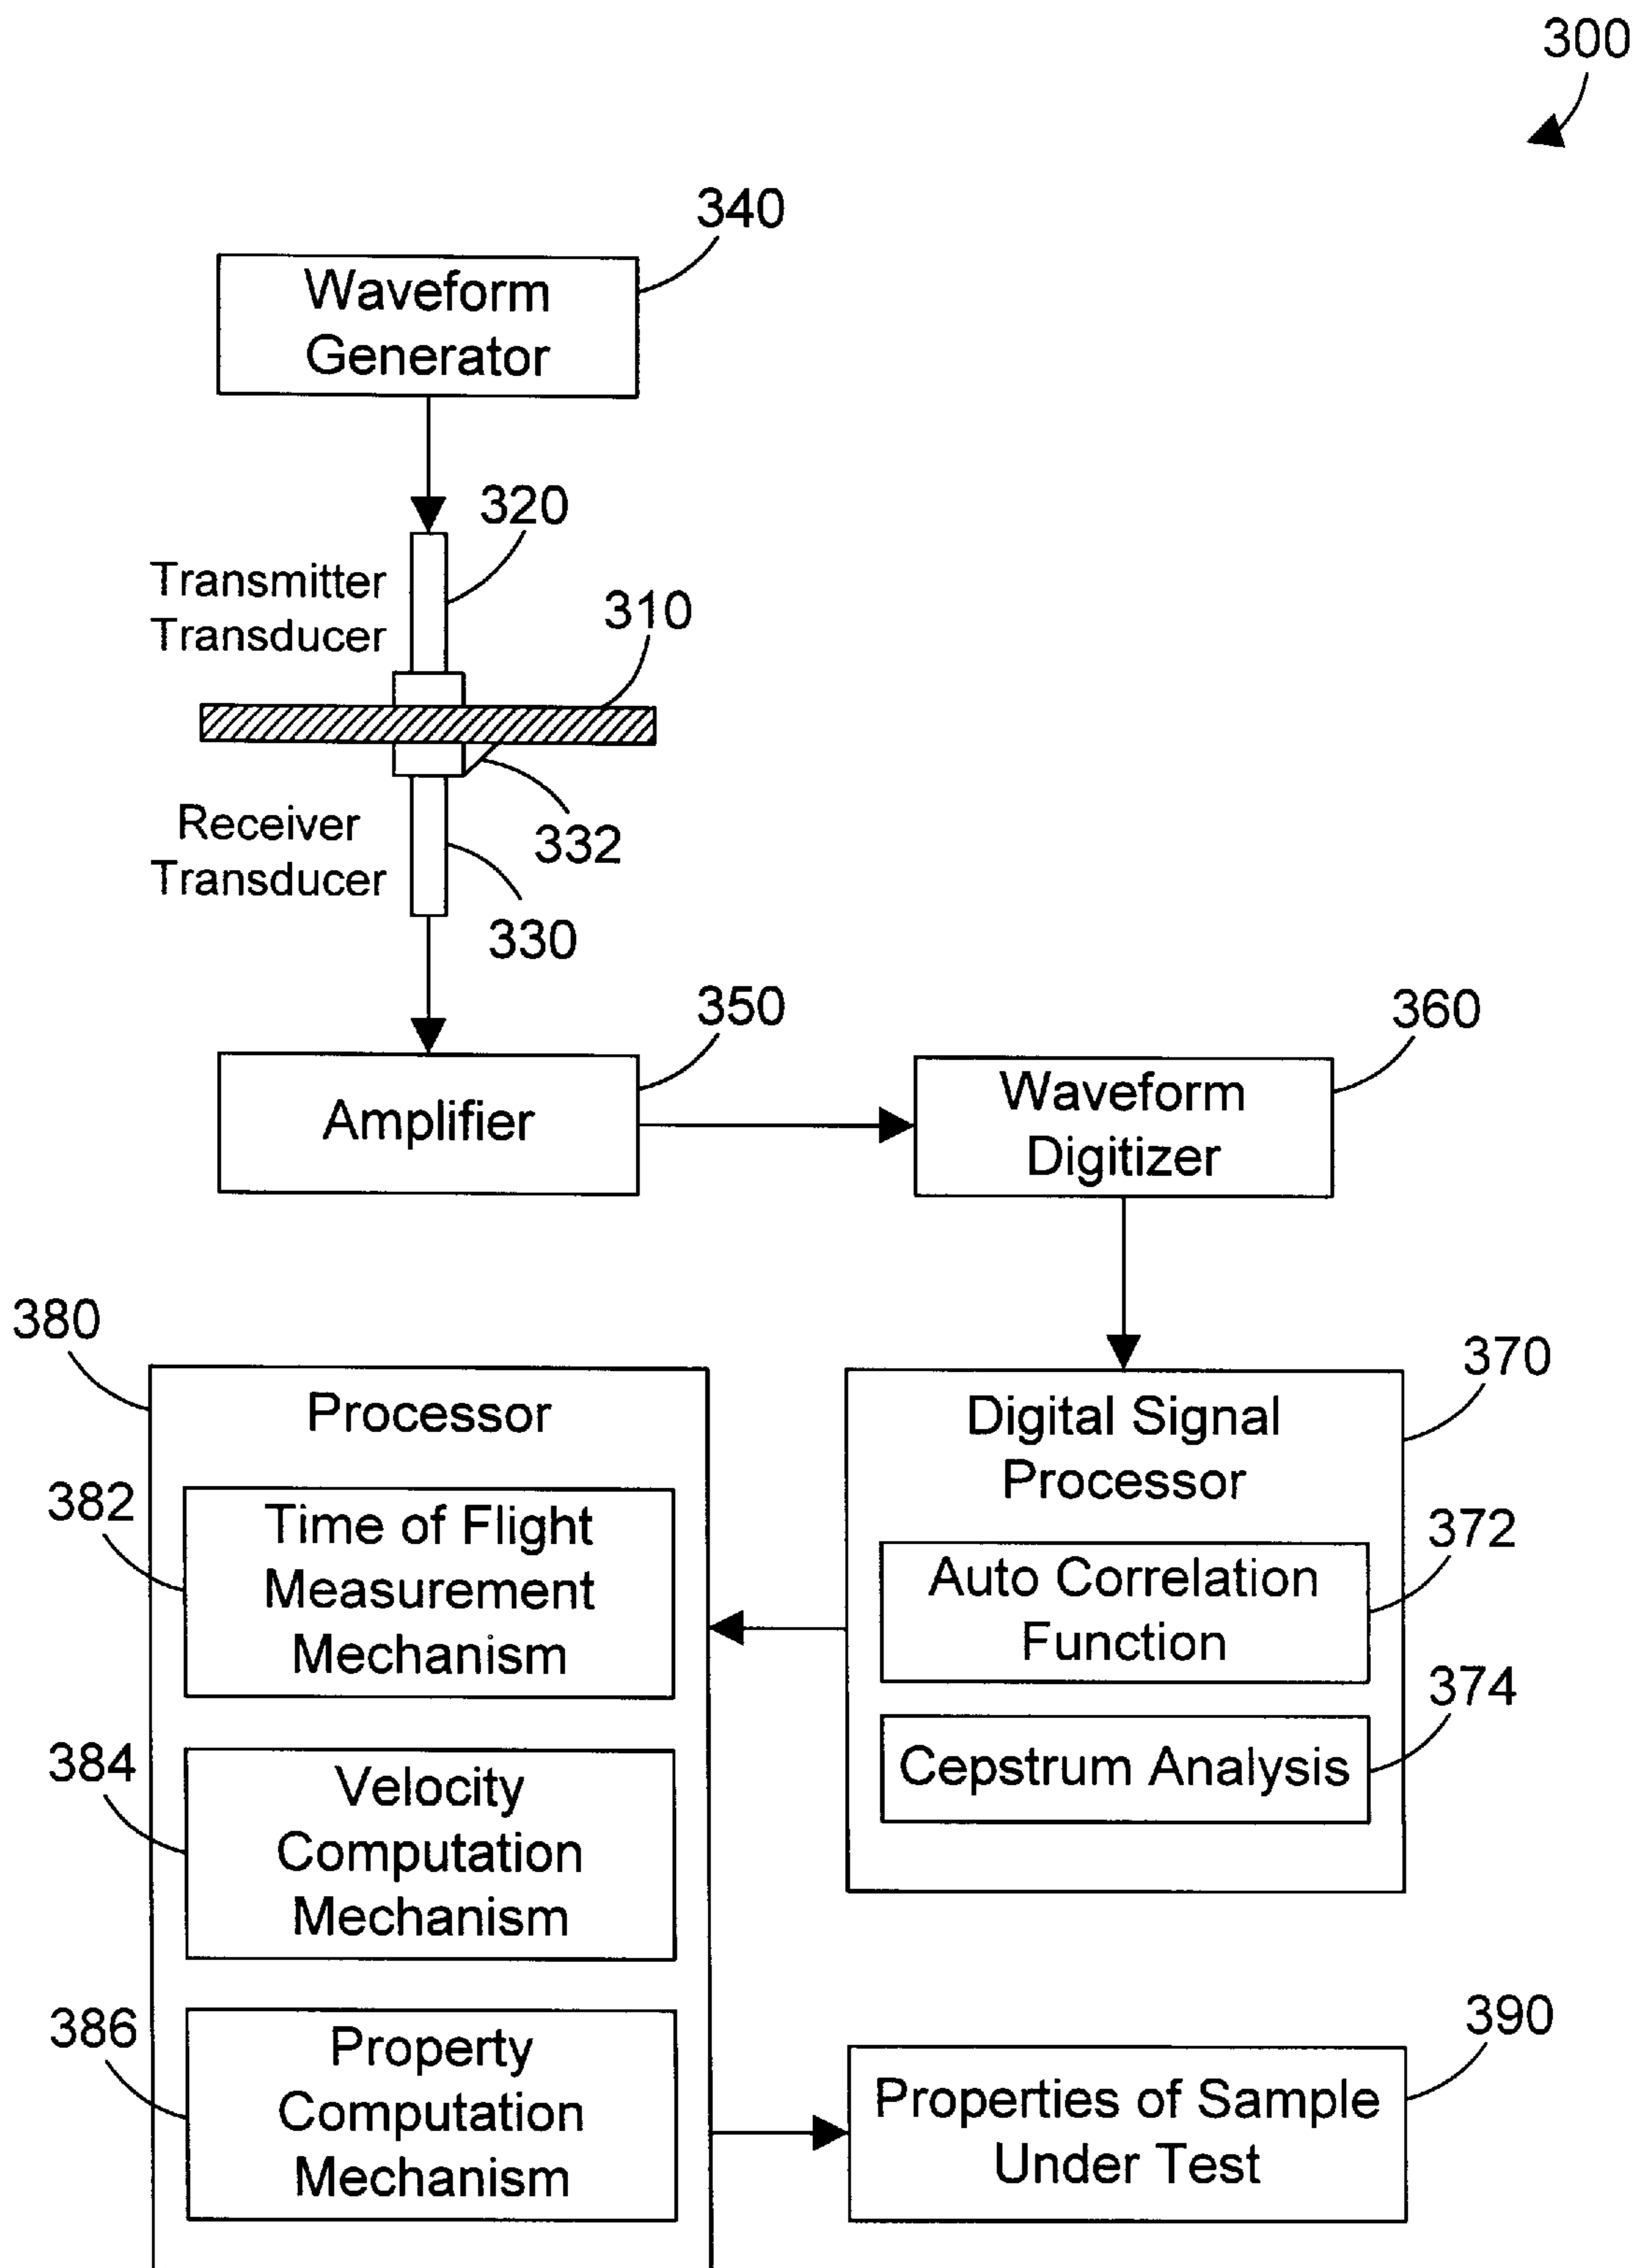 300
340
Waveform
Generator
320
Transmitter
Transducer
310
Receiver
Transducer
332
330
350
360
Amplifier
Waveform
Digitizer
380
370
Processor
Digital Signal
Processor
382
Time of Flight
Measurement
Mechanism
372
Auto Correlation
Function
374
Cepstrum Analysis
384
Velocity
Computation
Mechanism
386
Property
Computation
Mechanism
390
Properties of Sample
Under Test